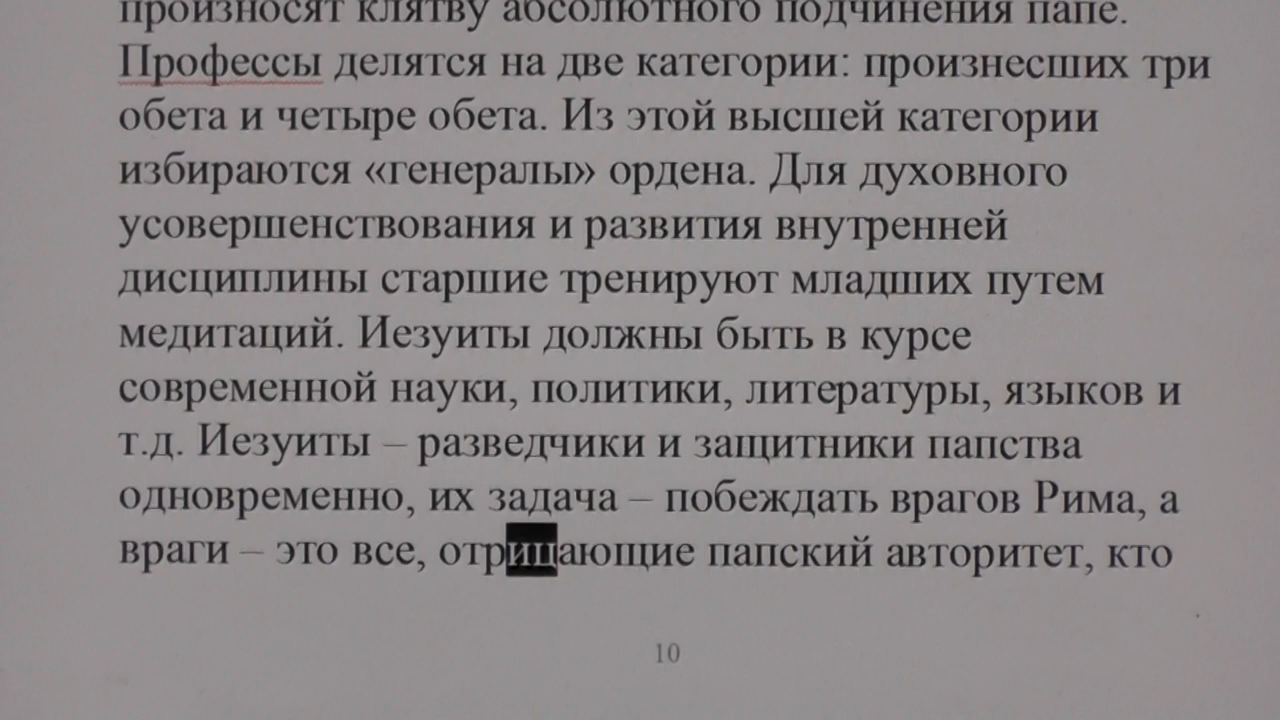 произносят клятву абсолютного подчинения папе.
Профессы делятся на две категории: произнесших три
обета и четыре обета. Из этой высшей категории
избираются «генералы» ордена. Для духовного
усовершенствования и развития внутренней
дисциплины старшие тренируют младших путем
медитаций. Иезуиты должны быть в курсе
современной науки, политики, литературы, языков и
т.д. Иезуиты – разведчики и защитники папства
одновременно, их задача – побеждать врагов Рима, а
враги – это все, отрицающие папский авторитет, кто
10